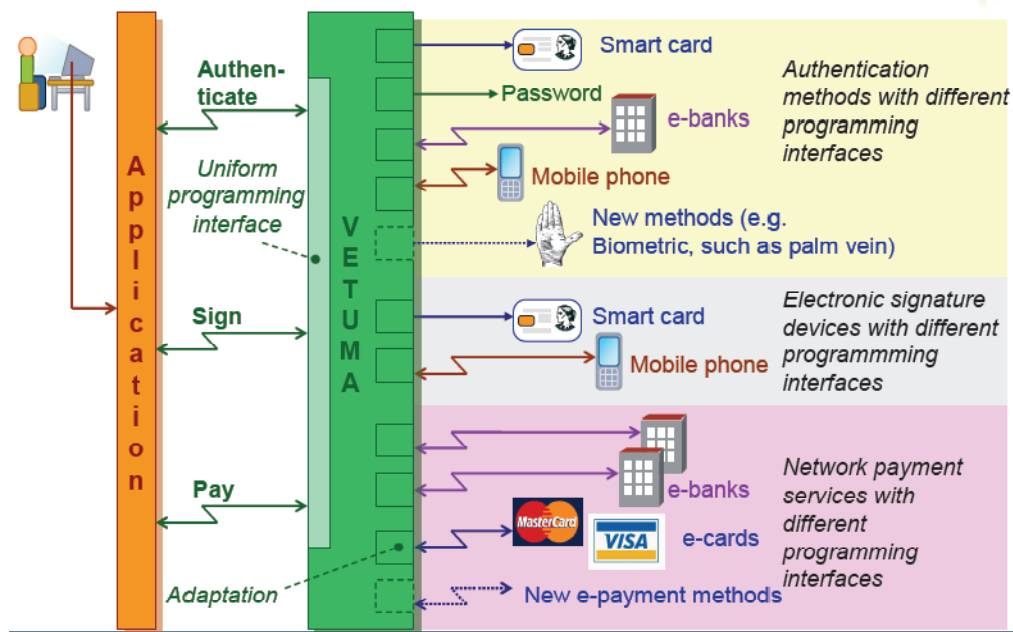 Application
Authen-
ticate
Uniform
programming
interface
Sign
Pay
Adaptation
VETUMA
Smart card
Password
e-banks
Mobile phone
New methods (e.g.
Biometric, such as palm vein)
Authentication
methods with different
programming
interfaces
Smart card
Mobile phone
Electronic signature
devices with different
programmming
interfaces
e-banks
MasterCard
VISA
e-cards
New e-payment methods
Network payment
services with
different
programming
interfaces